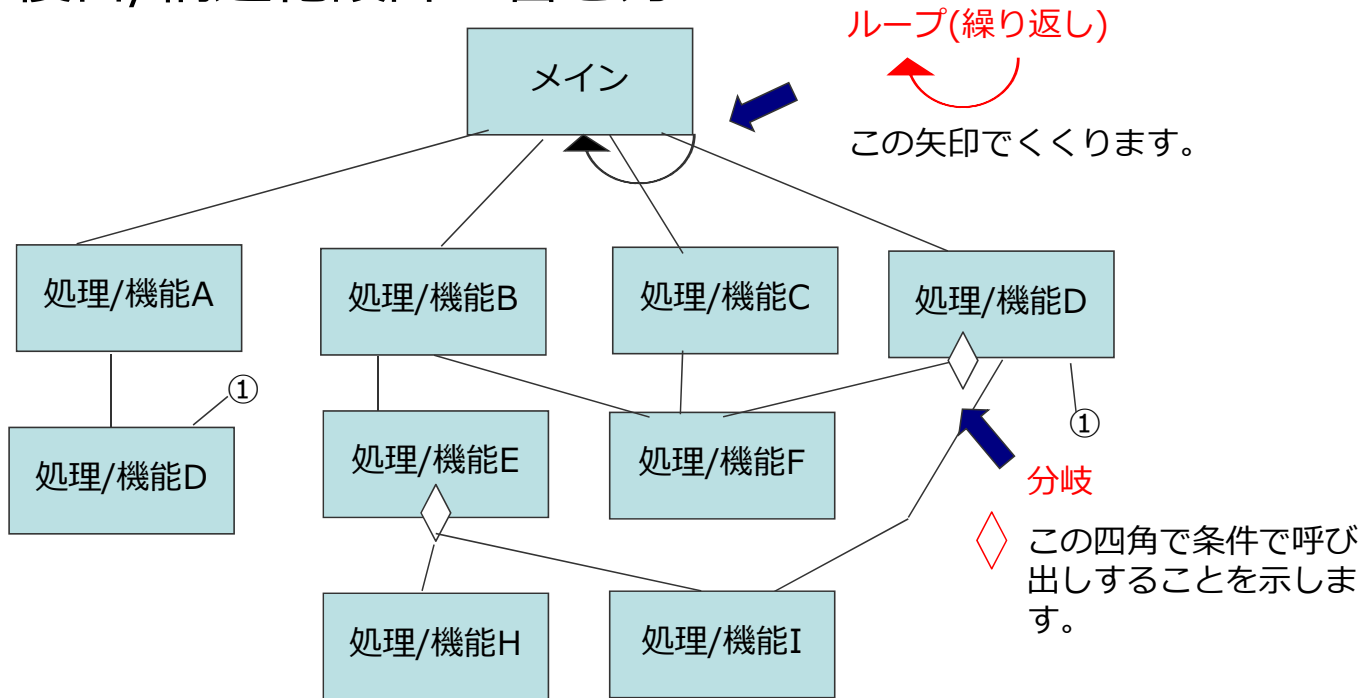 ループ(繰り返し)
メイン
この矢印でくくります。
処理/機能A
処理/機能B
処理/機能C
処理/機能D
①
①
処理/機能D
処理/機能E
処理/機能F
分岐
この四角で条件で呼び
出しすることを示しま
す。
処理/機能H
処理/機能I